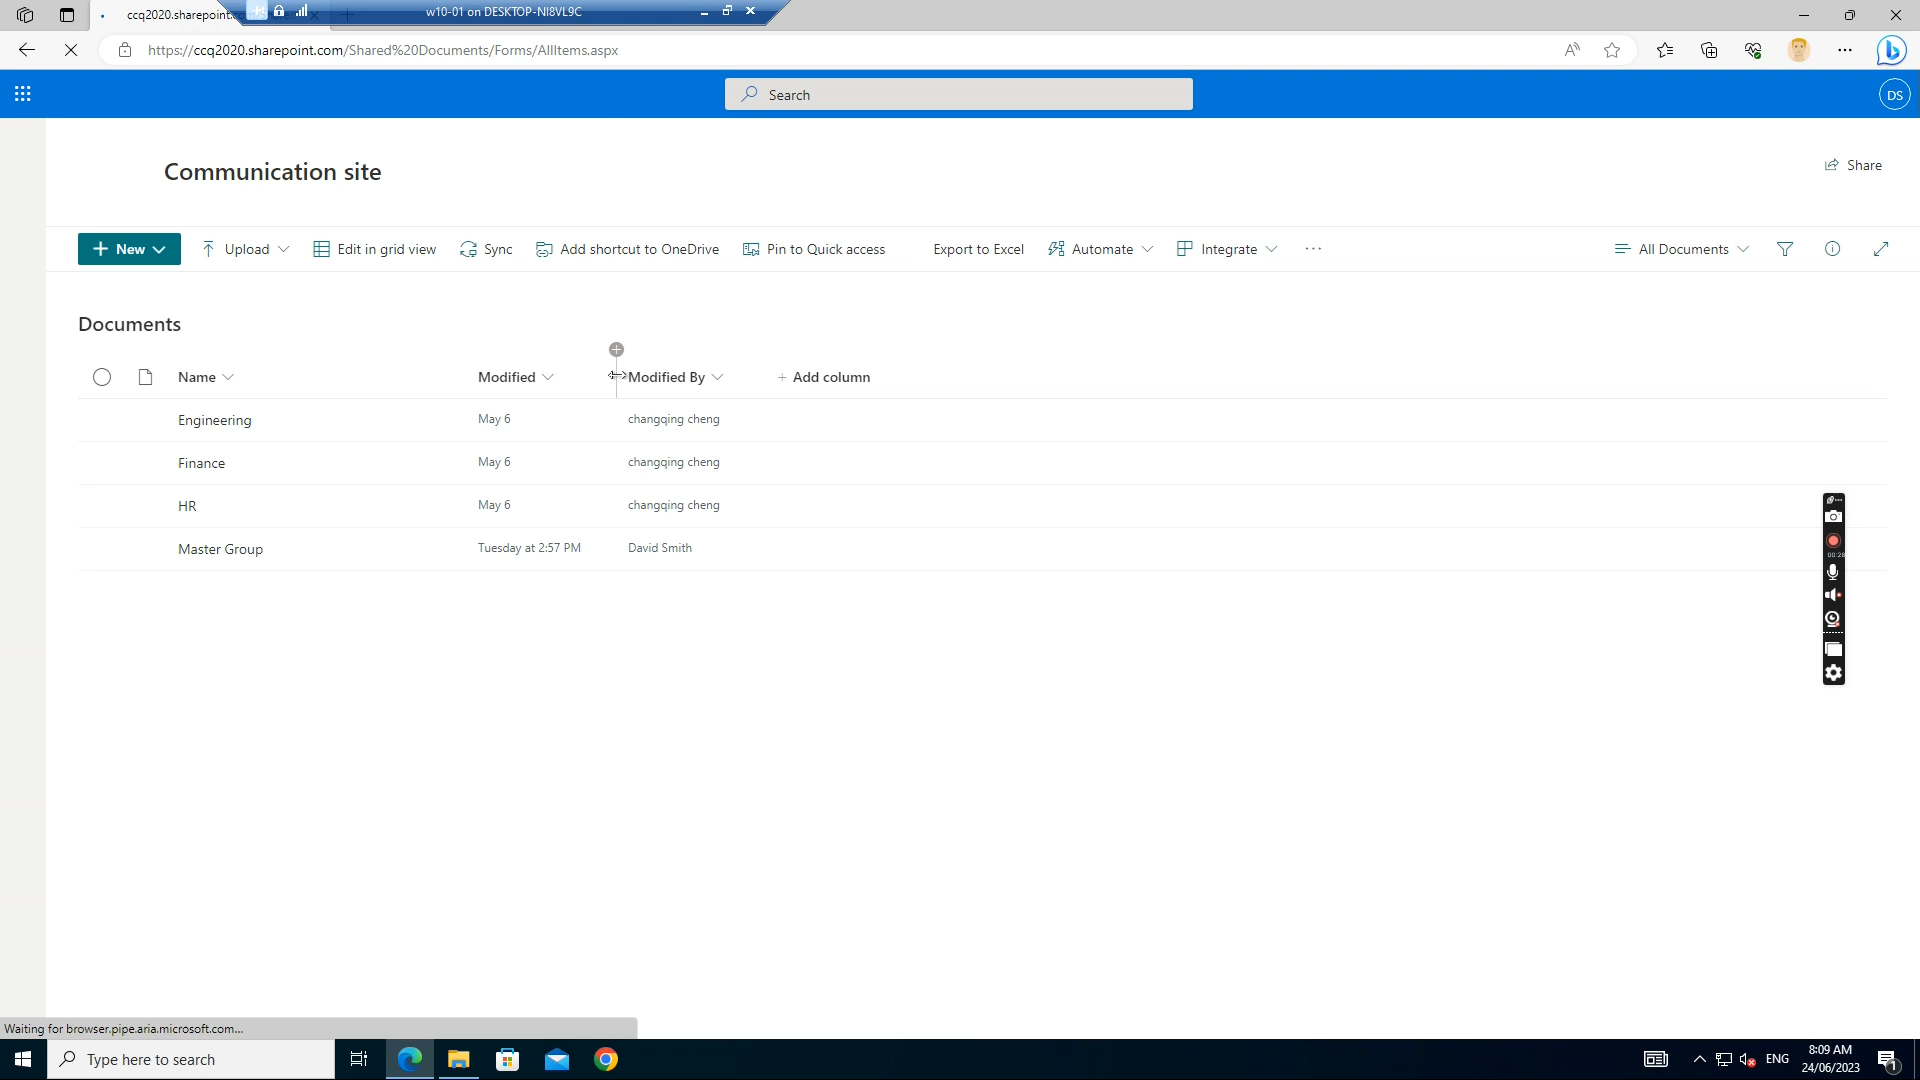 ccq2020.sharepoint.c
w10-01 on DESKTOP-NI8VL9C
https://ccq2020.sharepoint.com/Shared%20Documents/Forms/AllItems.aspx
Search
DS
Communication site
Share
New
Upload
Edit in grid view
Sync
Add shortcut to OneDrive
Pin to Quick access
Export to Excel
Automate
Integrate
All Documents
Documents
Name
Modified
Modified By
Add column
Engineering
May 6
changqing cheng
Finance
May 6
changqing cheng
HR
May 6
changqing cheng
Master Group
Tuesday at 2:57 PM
David Smith
00:28
Waiting for browser.pipe.aria.microsoft.com...
Type here to search
ENG
8:09 AM
24/06/2023
1